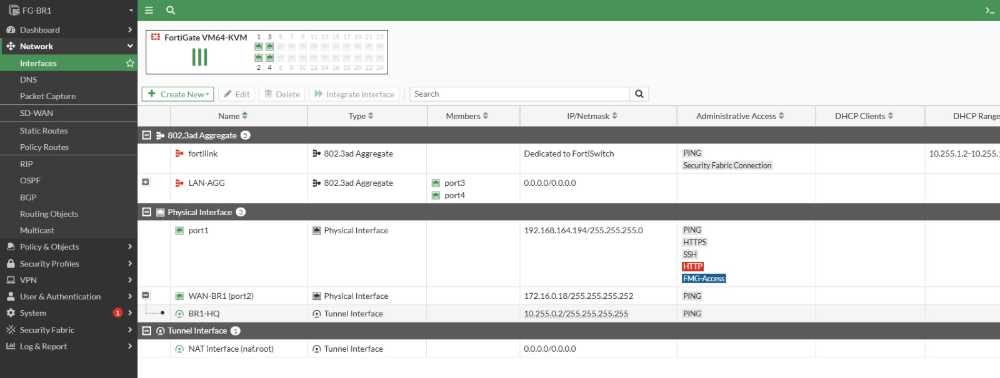 FG-BR1
Dashboard
Network
Interfaces
DNS
Packet Capture
SD-WAN
Static Routes
Policy Routes
RIP
OSPF
BGP
Routing Objects
Multicast
Policy & Objects
Security Profiles
VPN
User & Authentication
System 1
Security Fabric
Log & Report
FortiGate VM64-KVM
1 3 5 7 9 11 13 15 17 19 21 23
2 4 6 8 10 12 14 16 18 20 22 24
Create New Edit Delete Integrate Interface Search
Name Type Members IP/Netmask Administrative Access DHCP Clients DHCP Range
802.3ad Aggregate 5
fortilink 802.3ad Aggregate Dedicated to FortiSwitch PING 10.255.1.2-10.255.1
Security Fabric Connection
LAN-AGG 802.3ad Aggregate port3 0.0.0.0/0.0.0.0
port4
Physical Interface 3
port1 Physical Interface 192.168.164.194/255.255.255.0 PING
HTTPS
SSH
HTTP
FMG-Access
WAN-BR1 (port2) Physical Interface 172.16.0.18/255.255.255.252 PING
BR1-HQ Tunnel Interface 10.255.0.2/255.255.255.255 PING
Tunnel Interface 1
NAT interface (naf.root) Tunnel Interface 0.0.0.0/0.0.0.0